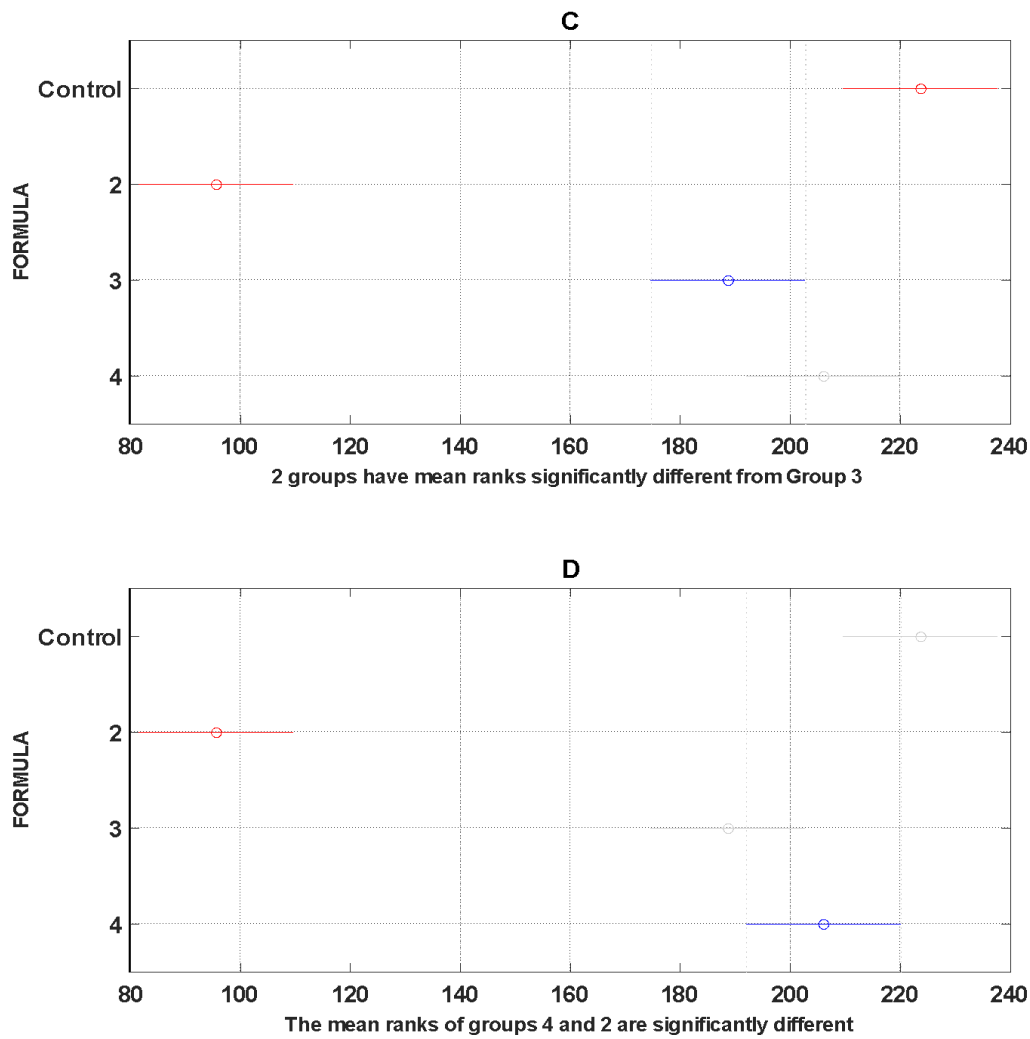 C
Control
2
3
4
FORMULA
80 100 120 140 160 180 200 220 240
2 groups have mean ranks significantly different from Group 3
D
Control
2
3
4
FORMULA
80 100 120 140 160 180 200 220 240
The mean ranks of groups 4 and 2 are significantly different